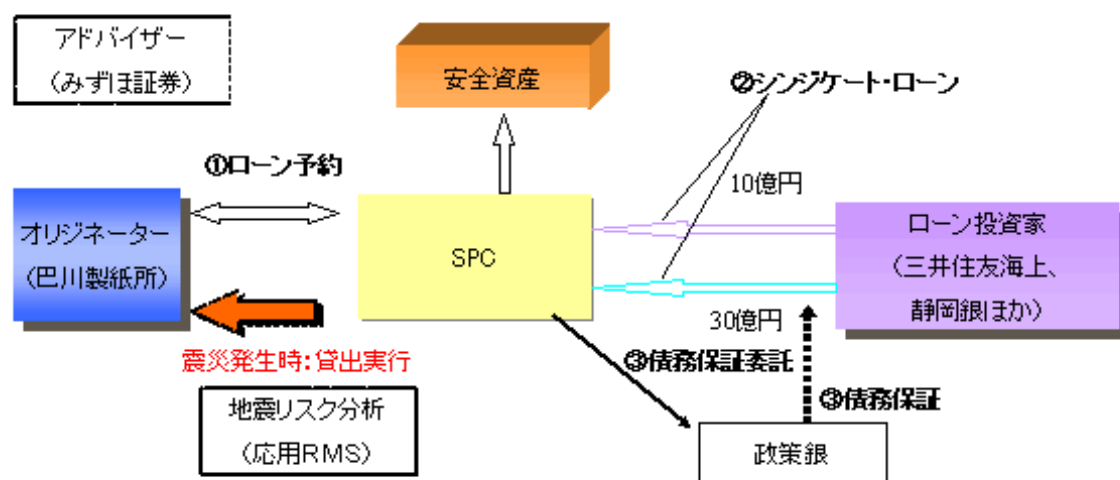 アドバイザー
（みずほ証券）
安全資産
②シンジケート・ローン
①ローン予約
10億円
オリジネーター
（巴川製紙所）
SPC
ローン投資家
（三井住友海上、
静岡銀ほか）
30億円
震災発生時：貸出実行
③債務保証委託
③債務保証
地震リスク分析
（応用ＲＭＳ）
政策銀